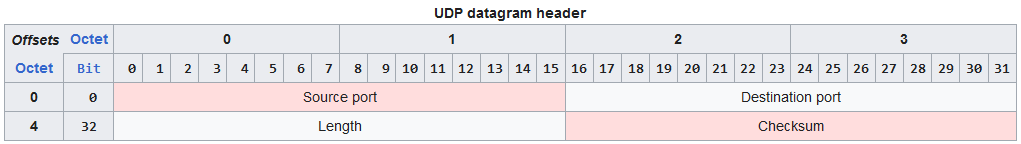 UDP datagram header
Offsets Octet 0 1 2 3
Octet Bit 0 1 2 3 4 5 6 7 8 9 10 11 12 13 14 15 16 17 18 19 20 21 22 23 24 25 26 27 28 29 30 31
0 0 Source port Destination port
4 32 Length Checksum